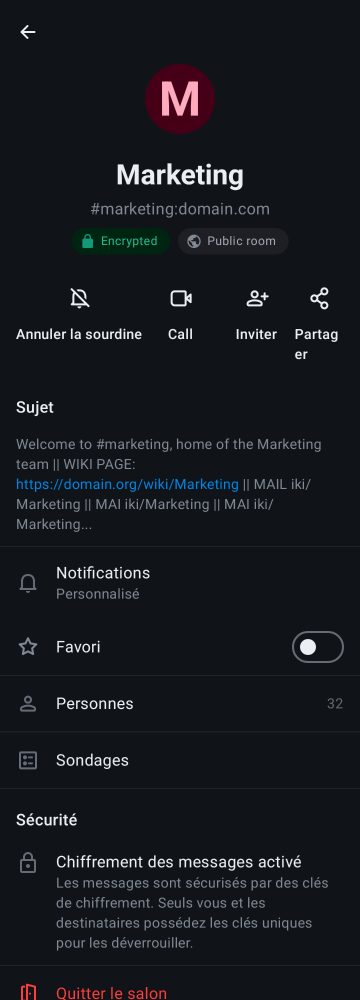 M
Marketing
#marketing:domain.com
Encrypted
Public room
Annuler la sourdine
Call
Inviter
Partag
er
Sujet
Welcome to #marketing, home of the Marketing
team || WIKI PAGE:
https://domain.org/wiki/Marketing || MAIL iki/
Marketing || MAI iki/Marketing || MAI iki/
Marketing...
Notifications
Personnalisé
Favori
Personnes
32
Sondages
Sécurité
Chiffrement des messages activé
Les messages sont sécurisés par des clés
de chiffrement. Seuls vous et les
destinataires possédez les clés uniques
pour les déverrouiller.
Quitter le salon